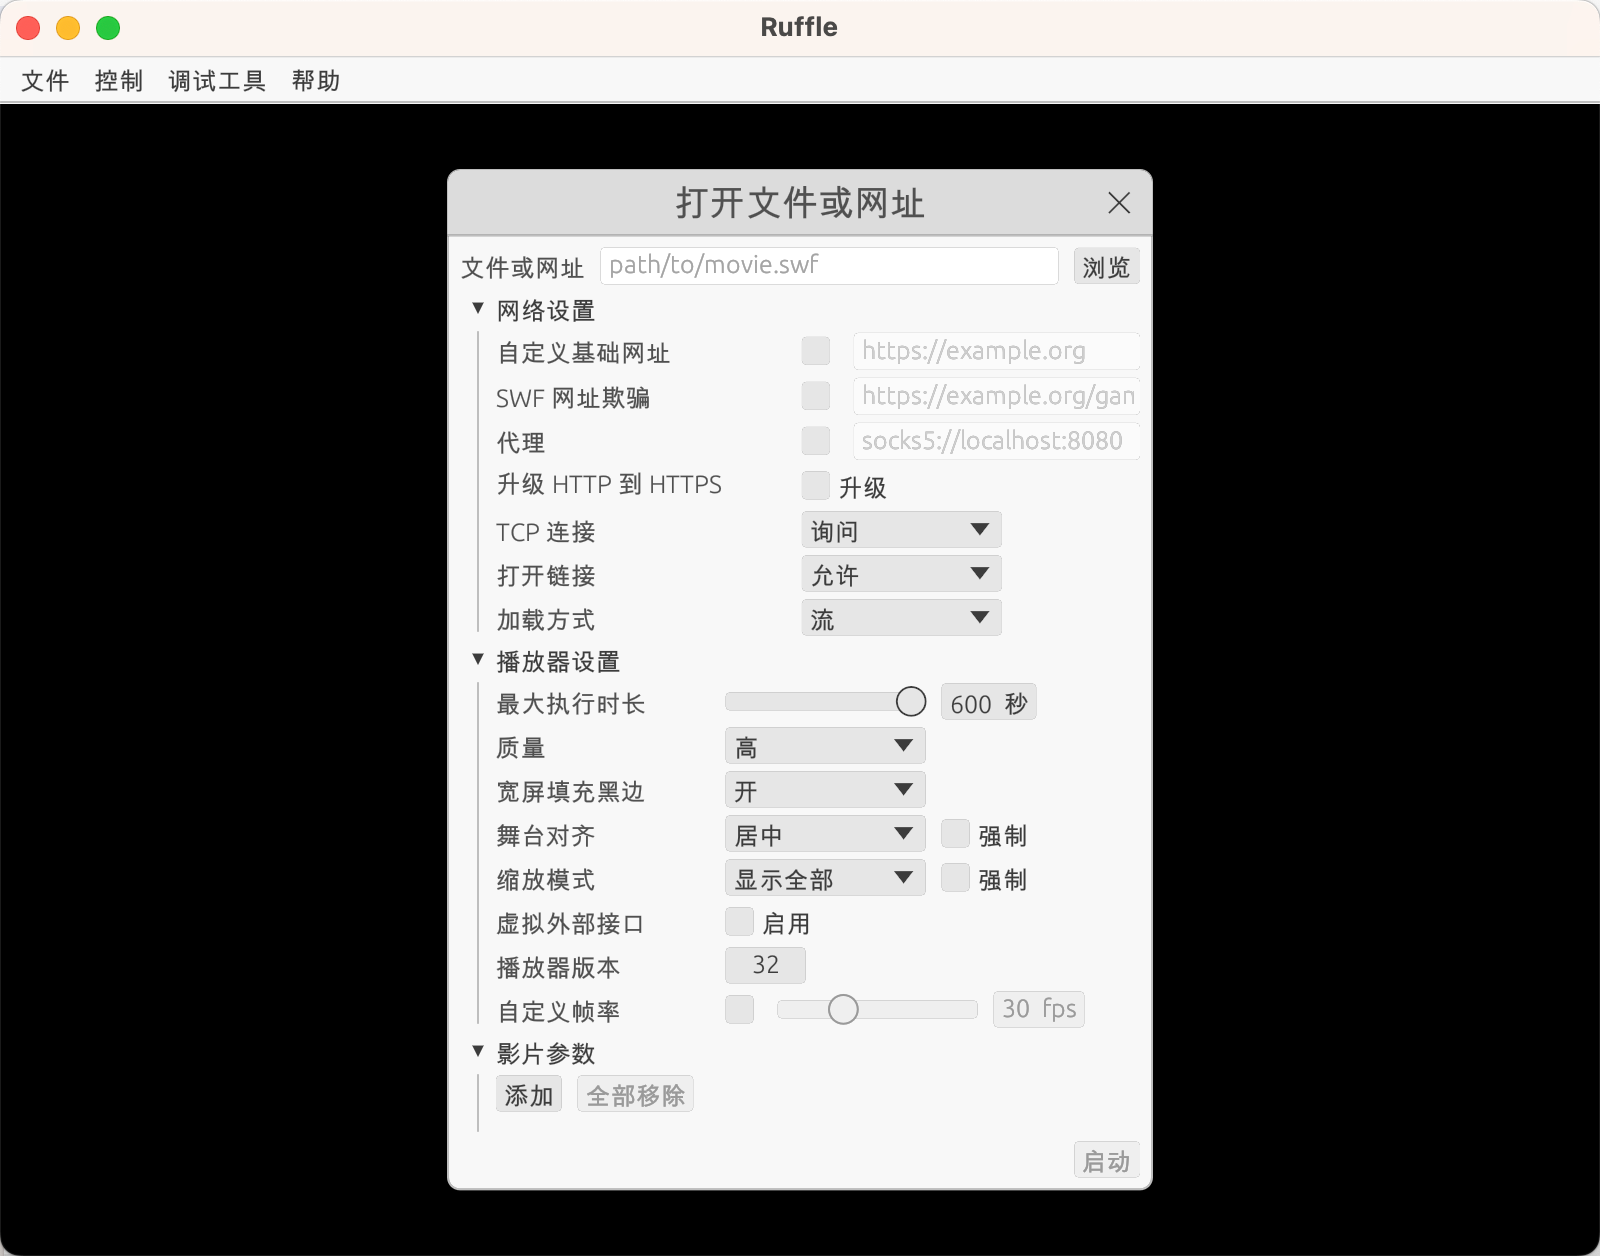 Ruffle
文件 控制 调试工具 帮助
打开文件或网址
文件或网址 path/to/movie.swf 浏览
网络设置
自定义基础网址 https://example.org
SWF 网址欺骗 https://example.org/gam
代理 socks5://localhost:8080
升级 HTTP 到 HTTPS 升级
TCP 连接 询问
打开链接 允许
加载方式 流
播放器设置
最大执行时长 600 秒
质量 高
宽屏填充黑边 开
舞台对齐 居中 强制
缩放模式 显示全部 强制
虚拟外部接口 启用
播放器版本 32
自定义帧率 30 fps
影片参数
添加 全部移除
启动